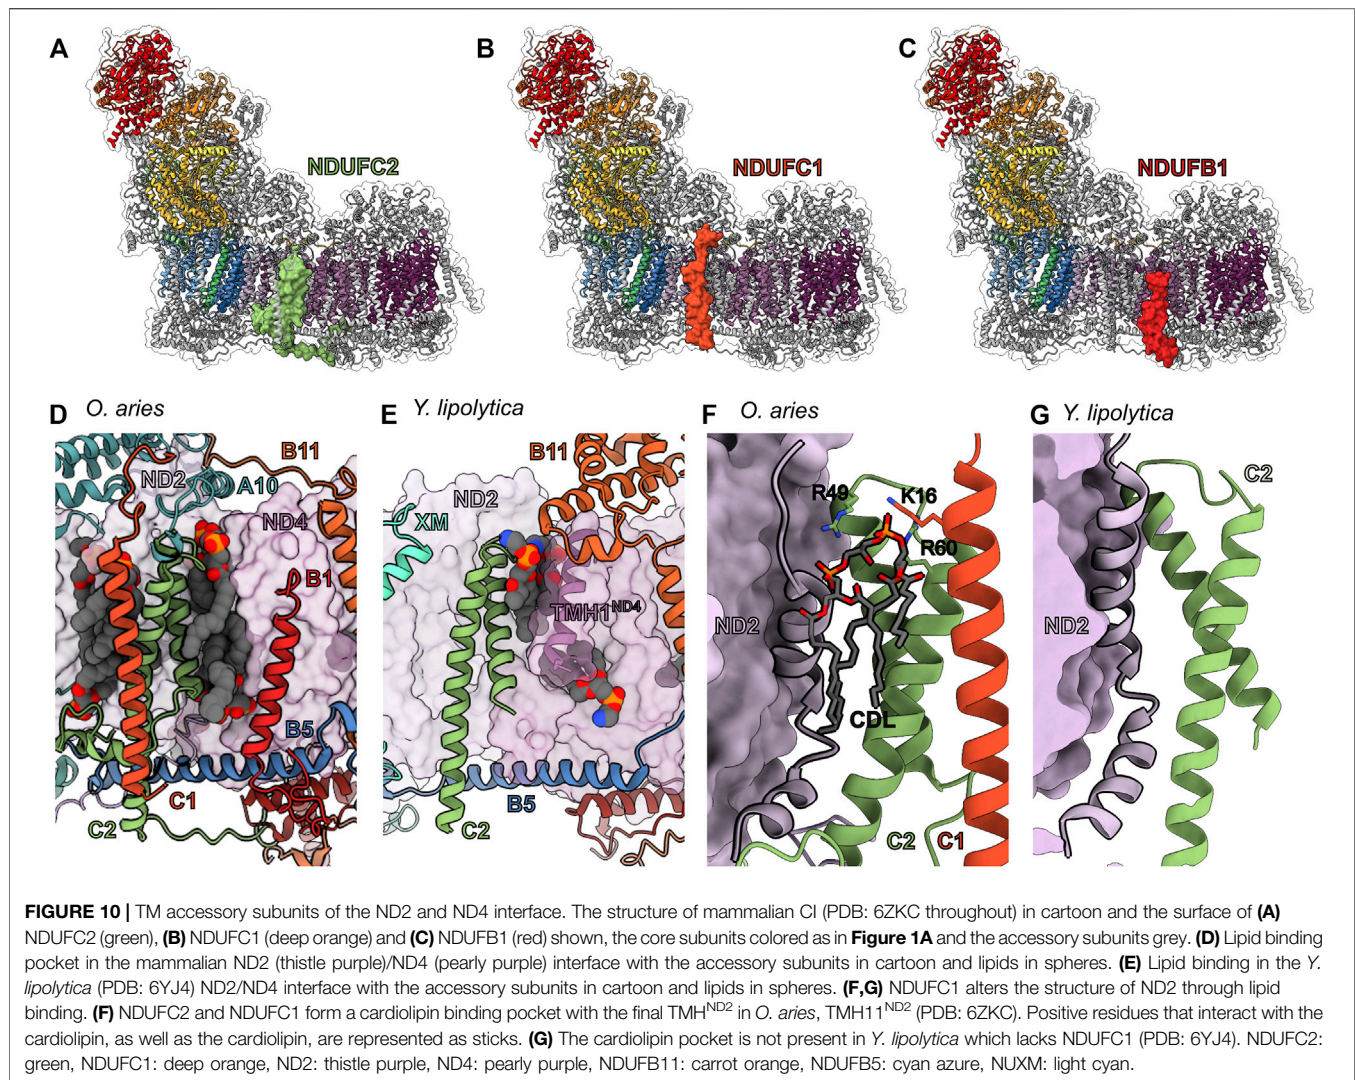 A
B
C
NDUFC2
NDUFC1
NDUFB1
D O. aries
E Y. lipolytica
F O. aries
G Y. lipolytica
B11
ND2
A10
ND4
B1
B5
C1
C2
B11
ND2
XM
TMH1ND4
B5
C2
R49
K16
R60
ND2
CDL
C2
C1
C2
ND2
FIGURE 10 | TM accessory subunits of the ND2 and ND4 interface. The structure of mammalian CI (PDB: 6ZKC throughout) in cartoon and the surface of (A)
NDUFC2 (green), (B) NDUFC1 (deep orange) and (C) NDUFB1 (red) shown, the core subunits colored as in Figure 1A and the accessory subunits grey. (D) Lipid binding
pocket in the mammalian ND2 (thistle purple)/ND4 (pearly purple) interface with the accessory subunits in cartoon and lipids in spheres. (E) Lipid binding in the Y.
lipolytica (PDB: 6YJ4) ND2/ND4 interface with the accessory subunits in cartoon and lipids in spheres. (F,G) NDUFC1 alters the structure of ND2 through lipid
binding. (F) NDUFC2 and NDUFC1 form a cardiolipin binding pocket with the final TMHND2 in O. aries, TMH11ND2 (PDB: 6ZKC). Positive residues that interact with the
cardiolipin, as well as the cardiolipin, are represented as sticks. (G) The cardiolipin pocket is not present in Y. lipolytica which lacks NDUFC1 (PDB: 6YJ4). NDUFC2:
green, NDUFC1: deep orange, ND2: thistle purple, ND4: pearly purple, NDUFB11: carrot orange, NDUFB5: cyan azure, NUXM: light cyan.